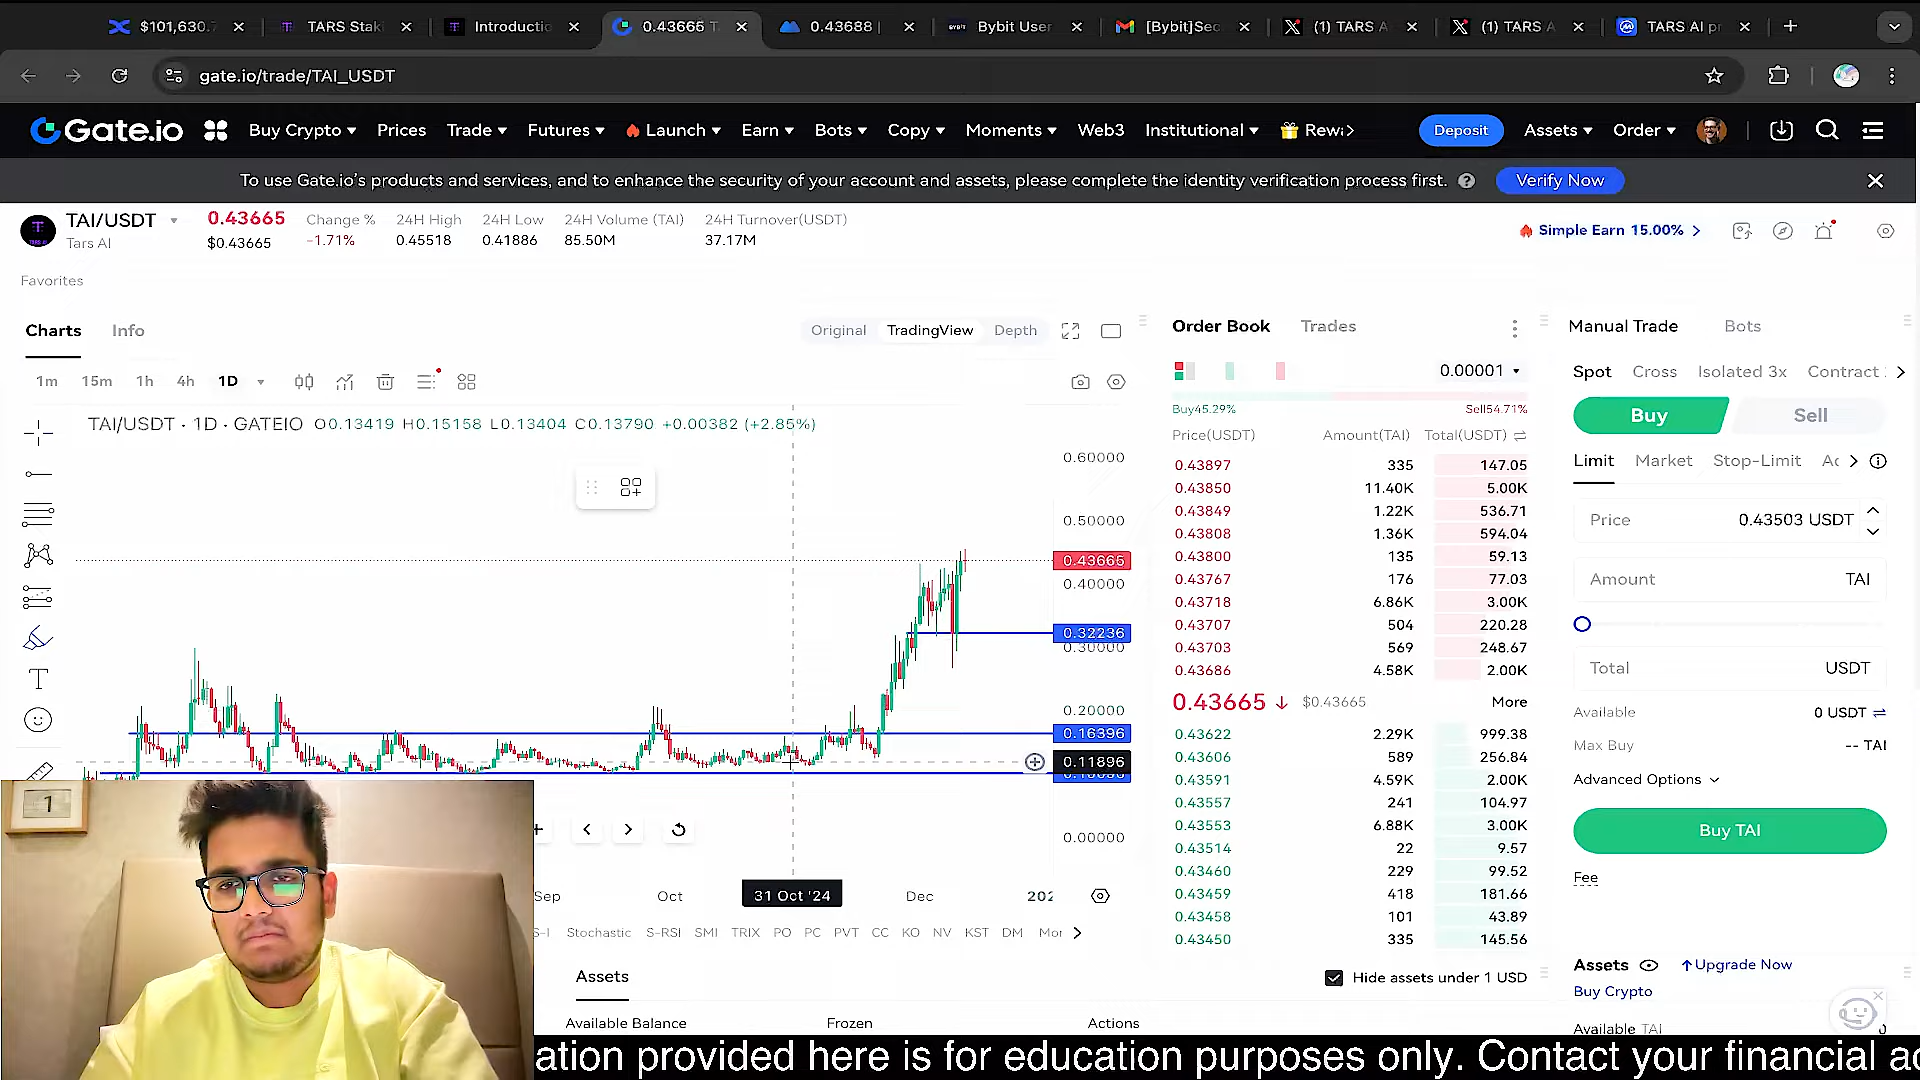 $101,630.
TARS Stak
Introductio
0.43665 T
0.43688 |
Bybit User
[Bybit]Sec
(1) TARS A
(1) TARS A
TARS AI pr
gate.io/trade/TAI_USDT
Gate.io
Buy Crypto
Prices
Trade
Futures
Launch
Earn
Bots
Copy
Moments
Web3
Institutional
Rew
Deposit
Assets
Order
To use Gate.io's products and services, and to enhance the security of your account and assets, please complete the identity verification process first.
Verify Now
TAI/USDT
Tars AI
0.43665
$0.43665
Change %
-1.71%
24H High
0.45518
24H Low
0.41886
24H Volume (TAI)
85.50M
24H Turnover(USDT)
37.17M
Simple Earn 15.00%
Favorites
Charts
Info
Original
TradingView
Depth
1m
15m
1h
4h
1D
TAI/USDT · 1D · GATEIO O0.13419 H0.15158 L0.13404 C0.13790 +0.00382 (+2.85%)
0.60000
0.50000
0.43665
0.40000
0.32236
0.30000
0.20000
0.16396
0.11896
0.00000
Sep
Oct
31 Oct '24
Dec
202
S-I
Stochastic
S-RSI
SMI
TRIX
PO
PC
PVT
CC
KO
NV
KST
DM
Mor
Order Book
Trades
0.00001
Buy45.29%
Sell54.71%
Price(USDT) Amount(TAI) Total(USDT)
0.43897 335 147.05
0.43850 11.40K 5.00K
0.43849 1.22K 536.71
0.43808 1.36K 594.04
0.43800 135 59.13
0.43767 176 77.03
0.43718 6.86K 3.00K
0.43707 504 220.28
0.43703 569 248.67
0.43686 4.58K 2.00K
0.43665 ↓ $0.43665 More
0.43622 2.29K 999.38
0.43606 589 256.84
0.43591 4.59K 2.00K
0.43557 241 104.97
0.43553 6.88K 3.00K
0.43514 22 9.57
0.43460 229 99.52
0.43459 418 181.66
0.43458 101 43.89
0.43450 335 145.56
Manual Trade
Bots
Spot
Cross
Isolated 3x
Contract
Buy
Sell
Limit
Market
Stop-Limit
Price 0.43503 USDT
Amount TAI
Total USDT
Available 0 USDT
Max Buy -- TAI
Advanced Options
Buy TAI
Fee
Assets
Upgrade Now
Buy Crypto
Available TAI
Assets
Hide assets under 1 USD
Available Balance
Frozen
Actions
1
ation provided here is for education purposes only. Contact your financial ad